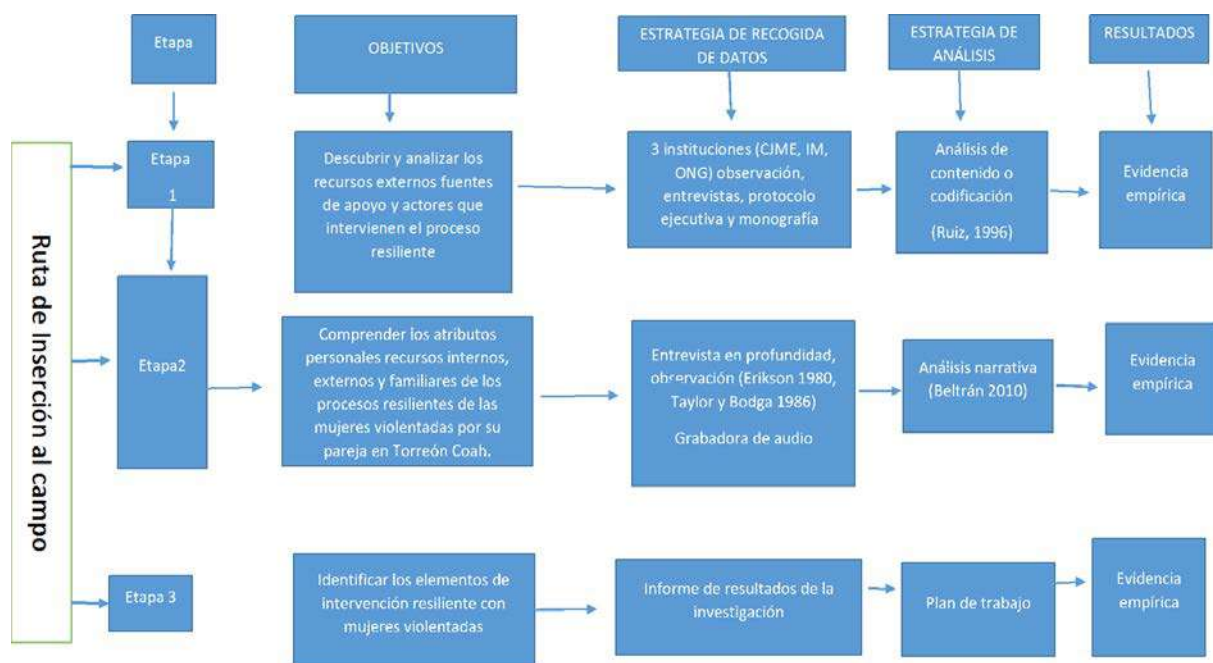 Etapa
OBJETIVOS
ESTRATEGIA DE RECOGIDA
DE DATOS
ESTRATEGIA DE
ANÁLISIS
RESULTADOS
Ruta de Inserción al campo
Etapa
1
Descubrir y analizar los
recursos externos fuentes
de apoyo y actores que
intervienen el proceso
resiliente
3 instituciones (CJME, IM,
ONG) observación,
entrevistas, protocolo
ejecutiva y monografía
Análisis de
contenido o
codificación
(Ruiz, 1996)
Evidencia
empírica
Etapa2
Comprender los atributos
personales recursos internos,
externos y familiares de los
procesos resilientes de las
mujeres violentadas por su
pareja en Torreón Coah.
Entrevista en profundidad,
observación (Erikson 1980,
Taylor y Bodga 1986)
Grabadora de audio
Análisis narrativa
(Beltrán 2010)
Evidencia
empírica
Etapa 3
Identificar los elementos de
intervención resiliente con
mujeres violentadas
Informe de resultados de la
investigación
Plan de trabajo
Evidencia
empírica